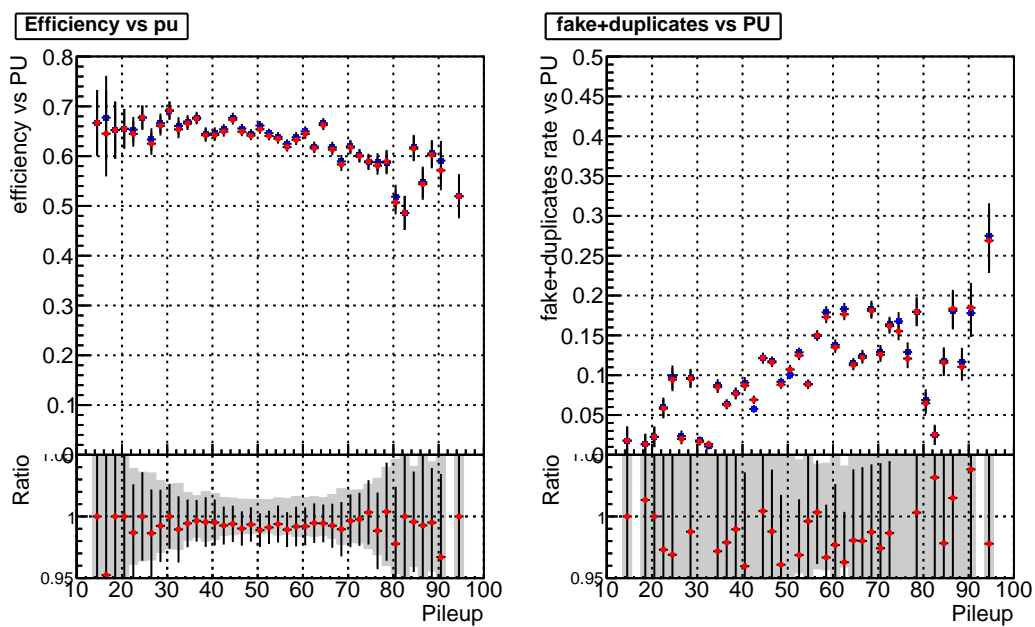 Efficiency vs pu
efficiency vs PU
0.8
0.7
0.6
0.5
0.4
0.3
0.2
0.1
Ratio
1
0.95
10 20 30 40 50 60 70 80 90 100
Pileup
fake+duplicates vs PU
fake+duplicates rate vs PU
0.5
0.45
0.4
0.35
0.3
0.25
0.2
0.15
0.1
0.05
Ratio
1
0.95
10 20 30 40 50 60 70 80 90 100
Pileup